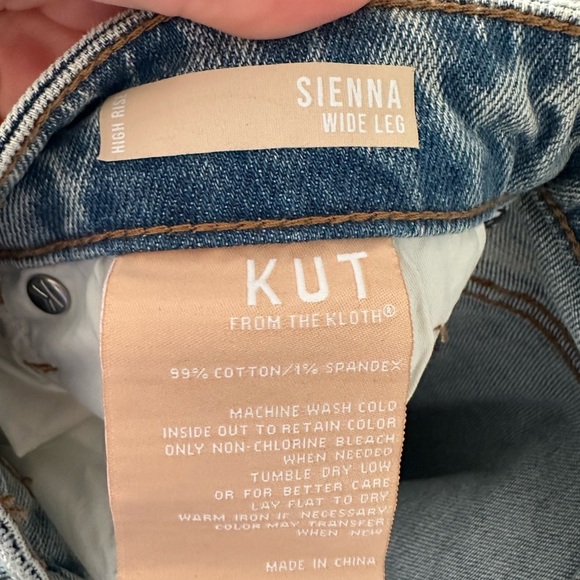 HIGH RISE
SIENNA
WIDE LEG
KUT
FROM THE KLOTH®
99% COTTON/1% SPANDEX
MACHINE WASH COLD
INSIDE OUT TO RETAIN COLOR
ONLY NON-CHLORINE BLEACH
WHEN NEEDED
TUMBLE DRY LOW
OR FOR BETTER CARE
LAY FLAT TO DRY
WARM IRON IF NECESSARY
COLOR MAY TRANSFER
WHEN NEW
MADE IN CHINA